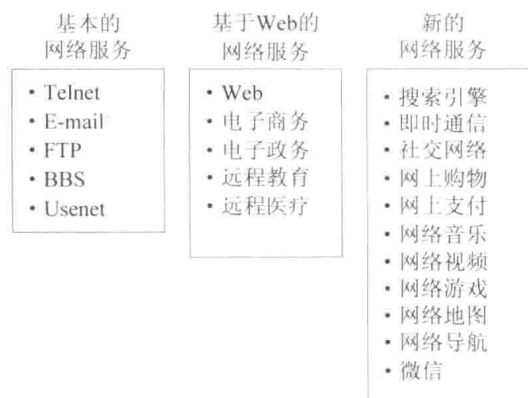 基本的
网络服务
• Telnet
• E-mail
• FTP
• BBS
• Usenet
基于Web的
网络服务
• Web
• 电子商务
• 电子政务
• 远程教育
• 远程医疗
新的
网络服务
• 搜索引擎
• 即时通信
• 社交网络
• 网上购物
• 网上支付
• 网络音乐
• 网络视频
• 网络游戏
• 网络地图
• 网络导航
• 微信